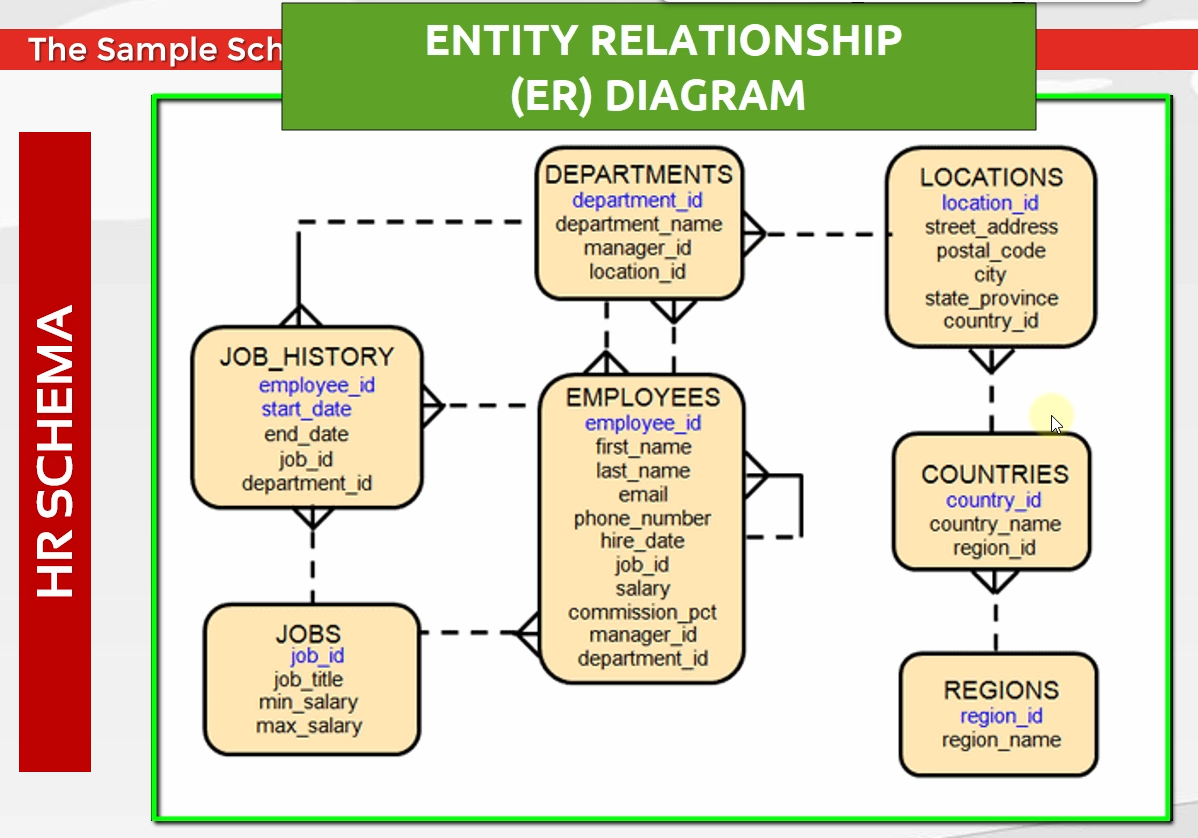 The Sample Sch
ENTITY RELATIONSHIP
(ER) DIAGRAM
HR SCHEMA
DEPARTMENTS
department_id
department_name
manager_id
location_id
LOCATIONS
location_id
street_address
postal_code
city
state_province
country_id
JOB_HISTORY
employee_id
start_date
end_date
job_id
department_id
EMPLOYEES
employee_id
first_name
last_name
email
phone_number
hire_date
job_id
salary
commission_pct
manager_id
department_id
COUNTRIES
country_id
country_name
region_id
JOBS
job_id
job_title
min_salary
max_salary
REGIONS
region_id
region_name